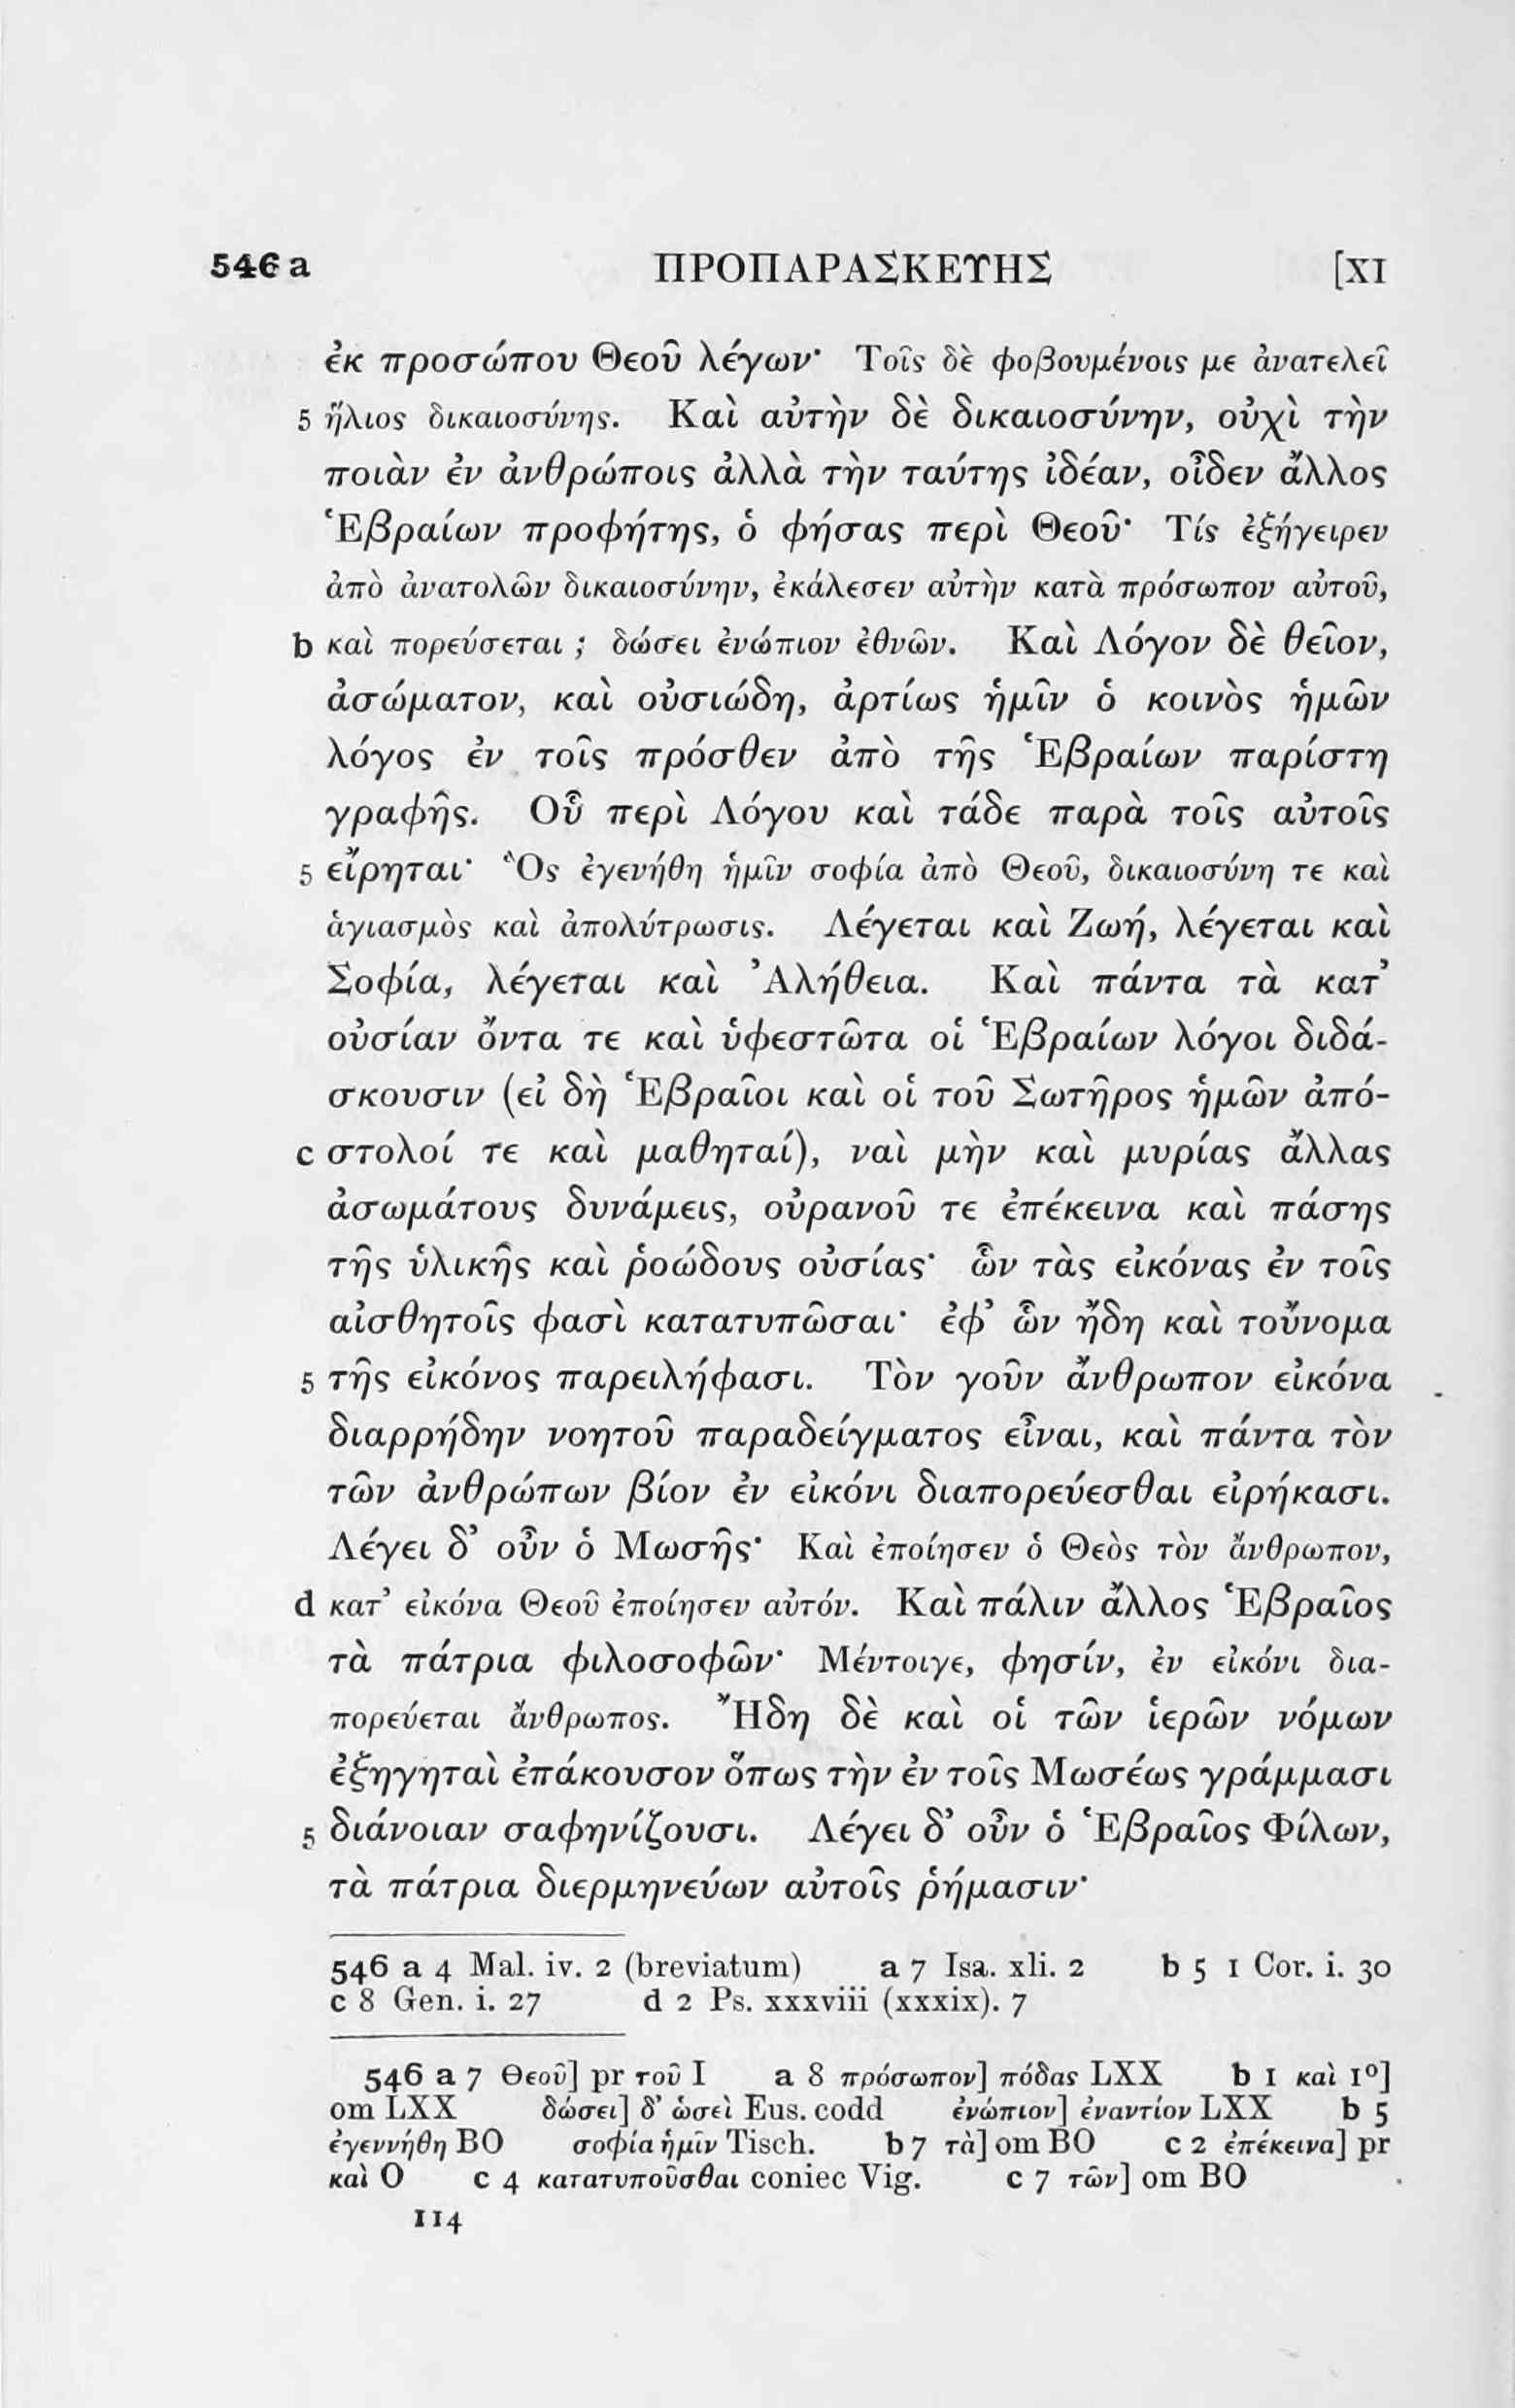 546 a ΠΡΟΠΑΡΑΣΚΕΥΗΣ [XI
ἐκ προσώπου Θεοῦ λέγων· Τοῖς δὲ φοβουμένοις με ἀνατελεῖ
5 ἥλιος δικαιοσύνης. Καὶ αὐτὴν δὲ δικαιοσύνην, οὐχὶ τὴν
ποιὰν ἐν ἀνθρώποις ἀλλὰ τὴν ταύτης ἰδέαν, οἶδεν ἄλλος
Ἑβραίων προφήτης, ὁ φήσας περὶ Θεοῦ· Τίς ἐξήγειρεν
ἀπὸ ἀνατολῶν δικαιοσύνην, ἐκάλεσεν αὐτὴν κατὰ πρόσωπον αὐτοῦ,
b καὶ πορεύσεται ; δώσει ἐνώπιον ἐθνῶν. Καὶ Λόγον δὲ θεῖον,
ἀσώματον, καὶ οὐσιώδη, ἀρτίως ἡμῖν ὁ κοινὸς ἡμῶν
λόγος ἐν τοῖς πρόσθεν ἀπὸ τῆς Ἑβραίων παρίστη
γραφῆς. Οὗ περὶ Λόγου καὶ τάδε παρὰ τοῖς αὐτοῖς
5 εἴρηται· Ὃς ἐγενήθη ἡμῖν σοφία ἀπὸ Θεοῦ, δικαιοσύνη τε καὶ
ἁγιασμὸς καὶ ἀπολύτρωσις. Λέγεται καὶ Ζωή, λέγεται καὶ
Σοφία, λέγεται καὶ Ἀλήθεια. Καὶ πάντα τὰ κατ’
οὐσίαν ὄντα τε καὶ ὑφεστῶτα οἱ Ἑβραίων λόγοι διδά-
σκουσιν (εἰ δὴ Ἑβραῖοι καὶ οἱ τοῦ Σωτῆρος ἡμῶν ἀπό-
c στολοί τε καὶ μαθηταί), ναὶ μὴν καὶ μυρίας ἄλλας
ἀσωμάτους δυνάμεις, οὐρανοῦ τε ἐπέκεινα καὶ πάσης
τῆς ὑλικῆς καὶ ῥοώδους οὐσίας· ὧν τὰς εἰκόνας ἐν τοῖς
αἰσθητοῖς φασὶ κατατυπῶσαι· ἐφ’ ὧν ἤδη καὶ τοὔνομα
5 τῆς εἰκόνος παρειλήφασι. Τὸν γοῦν ἄνθρωπον εἰκόνα
διαρρήδην νοητοῦ παραδείγματος εἶναι, καὶ πάντα τὸν
τῶν ἀνθρώπων βίον ἐν εἰκόνι διαπορεύεσθαι εἰρήκασι.
Λέγει δ’ οὖν ὁ Μωσῆς· Καὶ ἐποίησεν ὁ Θεὸς τὸν ἄνθρωπον,
d κατ’ εἰκόνα Θεοῦ ἐποίησεν αὐτόν. Καὶ πάλιν ἄλλος Ἑβραῖος
τὰ πάτρια φιλοσοφῶν· Μέντοιγε, φησίν, ἐν εἰκόνι δια-
πορεύεται ἄνθρωπος. Ἤδη δὲ καὶ οἱ τῶν ἱερῶν νόμων
ἐξηγηταὶ ἐπάκουσον ὅπως τὴν ἐν τοῖς Μωσέως γράμμασι
5 διάνοιαν σαφηνίζουσι. Λέγει δ’ οὖν ὁ Ἑβραῖος Φίλων,
τὰ πάτρια διερμηνεύων αὐτοῖς ῥήμασιν·
546 a 4 Mal. iv. 2 (breviatum) a 7 Isa. xli. 2 b 5 1 Cor. i. 30
c 8 Gen. i. 27 d 2 Ps. xxxviii (xxxix). 7
546 a 7 Θεοῦ] pr τοῦ I a 8 πρόσωπον] πόδας LXX b 1 καὶ 1º]
om LXX δώσει] δ’ ὡσεὶ Eus. codd ἐνώπιον] ἐναντίον LXX b 5
ἐγεννήθη BO σοφία ἡμῖν Tisch. b 7 τὰ] om BO c 2 ἐπέκεινα] pr
καὶ O c 4 κατατυποῦσθαι coniec Vig. c 7 τῶν] om BO
114